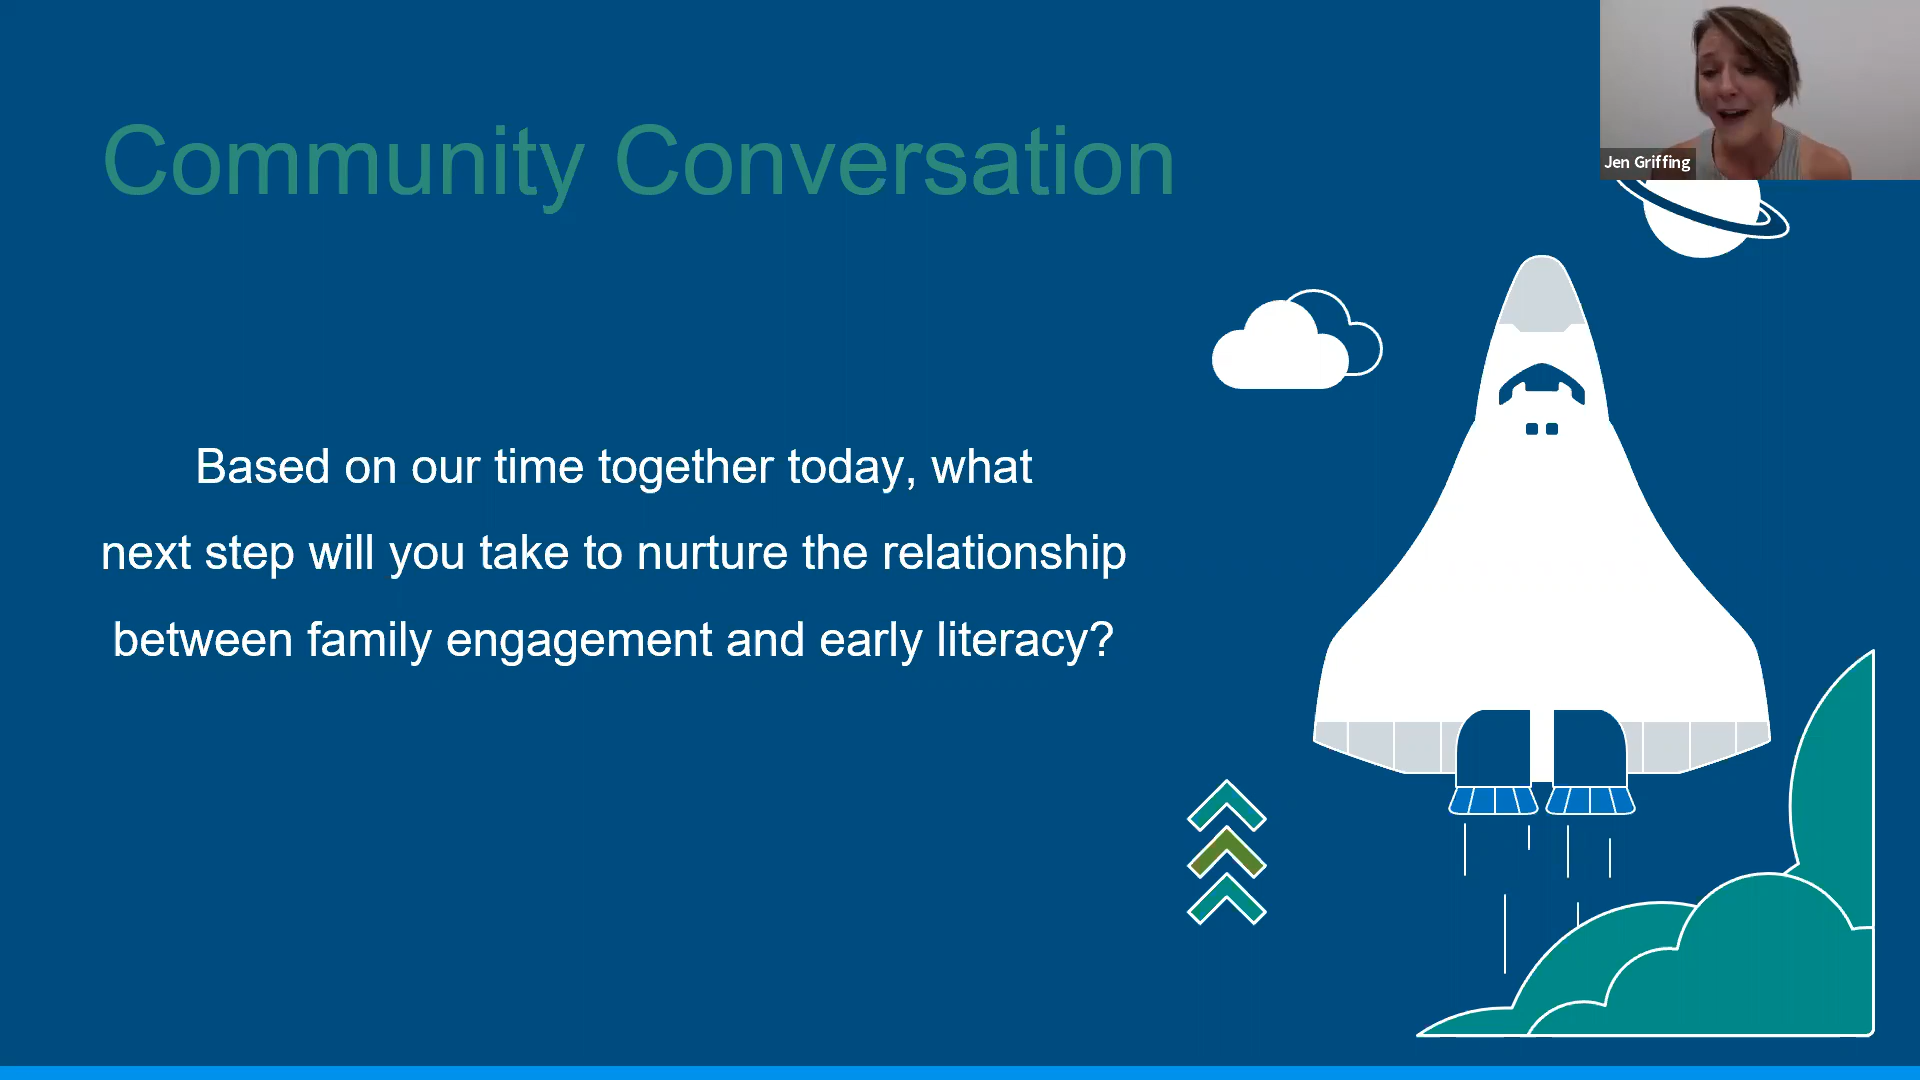 Community Conversation
Jen Griffing
Based on our time together today, what
next step will you take to nurture the relationship
between family engagement and early literacy?